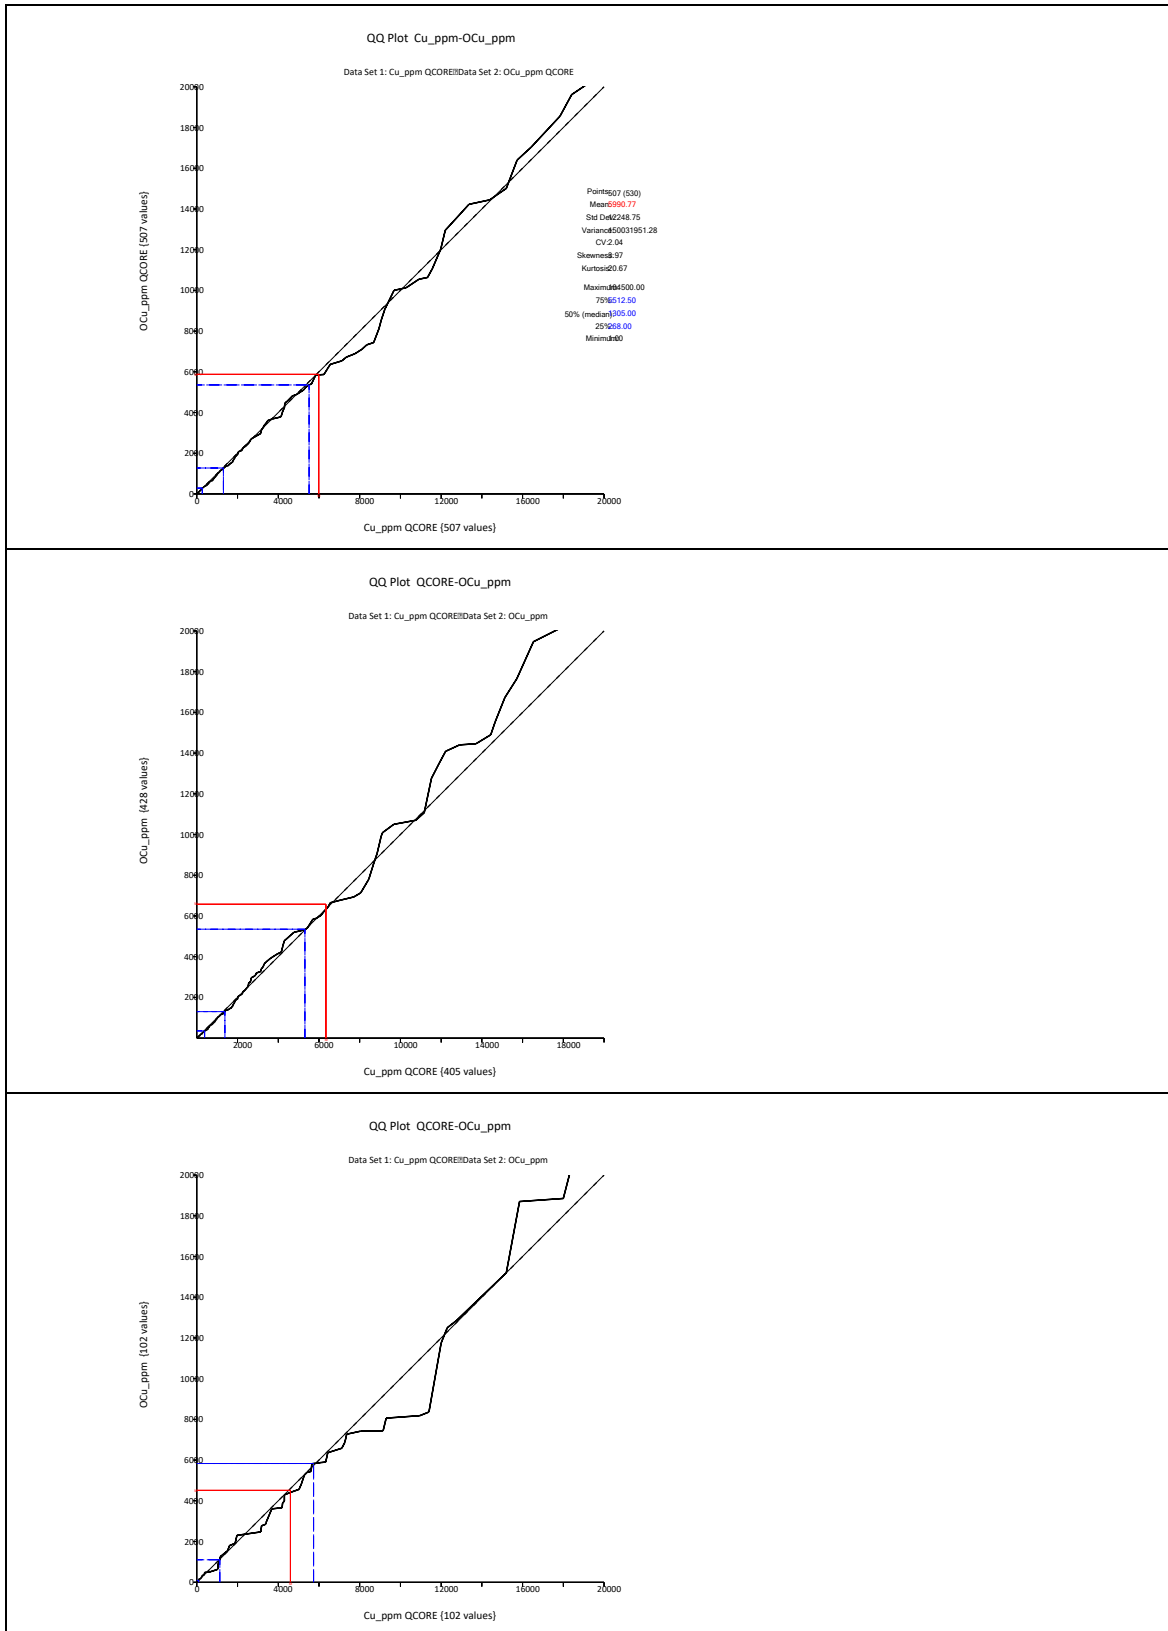 QQ Plot Cu_ppm-OCu_ppm
Data Set 1: Cu_ppm QCORE Data Set 2: OCu_ppm QCORE
20000
18000
16000
14000
12000
10000
8000
6000
4000
2000
0
OCu_ppm QCORE {507 values}
0 4000 8000 12000 16000 20000
Cu_ppm QCORE {507 values}
Points: 507 (530)
Mean: 5990.77
Std Dev: 12248.75
Variance: 150031951.28
CV: 2.04
Skewness: .97
Kurtosis: 20.67
Maximum: 104500.00
75%: 5512.50
50% (median): 1305.00
25%: 268.00
Minimum: 1.00
QQ Plot QCORE-OCu_ppm
Data Set 1: Cu_ppm QCORE Data Set 2: OCu_ppm
20000
18000
16000
14000
12000
10000
8000
6000
4000
2000
OCu_ppm {428 values}
2000 6000 10000 14000 18000
Cu_ppm QCORE {405 values}
QQ Plot QCORE-OCu_ppm
Data Set 1: Cu_ppm QCORE Data Set 2: OCu_ppm
20000
18000
16000
14000
12000
10000
8000
6000
4000
2000
0
OCu_ppm {102 values}
0 4000 8000 12000 16000 20000
Cu_ppm QCORE {102 values}